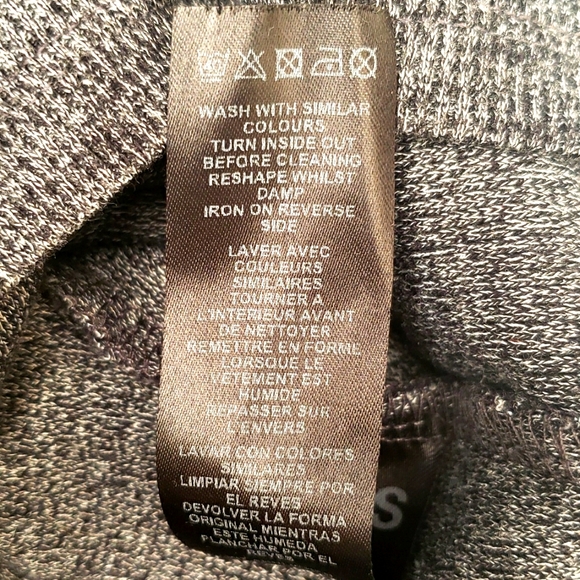 WASH WITH SIMILAR
COLOURS
TURN INSIDE OUT
BEFORE CLEANING
RESHAPE WHILST
DAMP
IRON ON REVERSE
SIDE
LAVER AVEC
COULEURS
SIMILAIRES
TOURNER A
L'INTERIEUR AVANT
DE NETTOYER
REMETTRE EN FORME
LORSQUE LE
VETEMENT EST
HUMIDE
REPASSER SUR
L'ENVERS
LAVAR CON COLORES
SIMILARES
LIMPIAR SIEMPRE POR
EL REVES
DEVOLVER LA FORMA
ORIGINAL MIENTRAS
ESTE HUMEDA
PLANCHAR POR EL
REVES
S